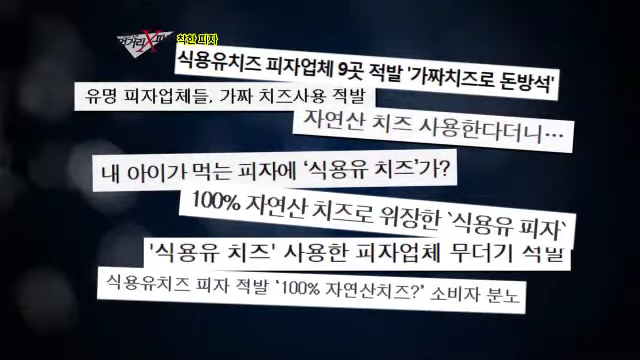 먹거리 X파일
착한 피자
식용유치즈 피자업체 9곳 적발 '가짜치즈로 돈방석'
유명 피자업체들, 가짜 치즈사용 적발
자연산 치즈 사용한다더니…
내 아이가 먹는 피자에 ‘식용유 치즈’가?
100% 자연산 치즈로 위장한 `식용유 피자`
'식용유 치즈' 사용한 피자업체 무더기 적발
식용유치즈 피자 적발 ‘100% 자연산치즈?’ 소비자 분노